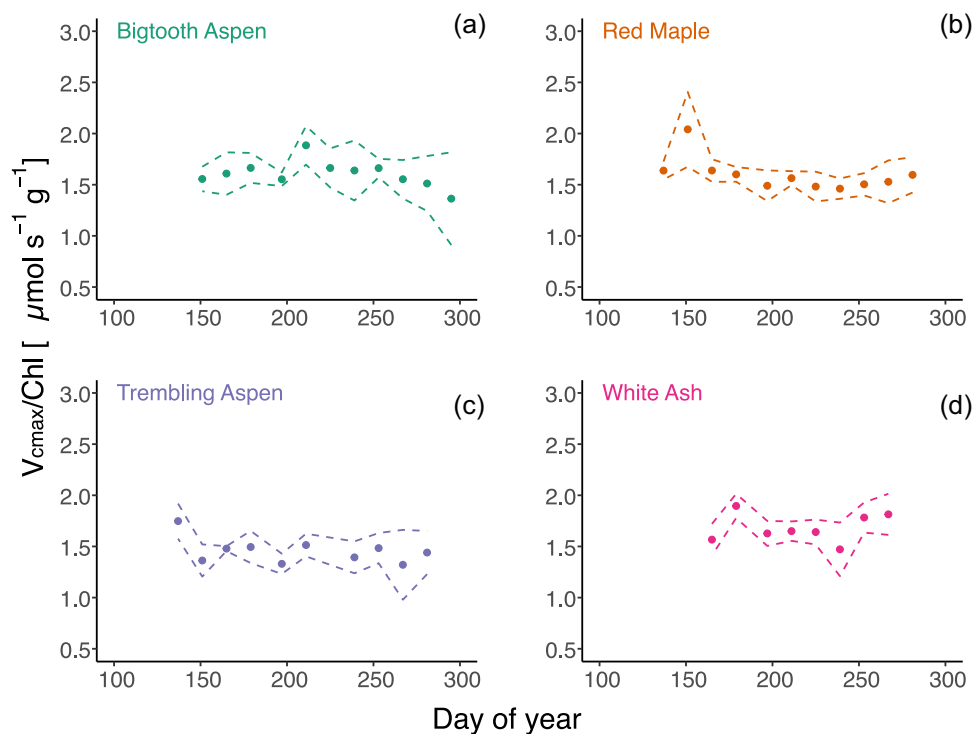 Bigtooth Aspen (a)
3.0
2.5
2.0
1.5
1.0
0.5
100 150 200 250 300
Red Maple (b)
3.0
2.5
2.0
1.5
1.0
0.5
100 150 200 250 300
Trembling Aspen (c)
3.0
2.5
2.0
1.5
1.0
0.5
100 150 200 250 300
White Ash (d)
3.0
2.5
2.0
1.5
1.0
0.5
100 150 200 250 300
Vcmax/Chl [ μmol s⁻¹ g⁻¹]
Day of year